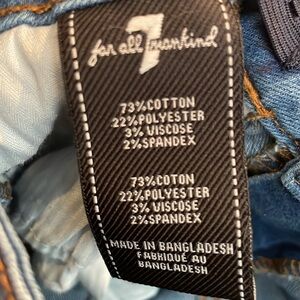 for all 7 mankind
73%COTTON
22%POLYESTER
3% VISCOSE
2%SPANDEX
73%COTON
22%POLYESTER
3% VISCOSE
2%SPANDEX
MADE IN BANGLADESH
FABRIQUÉ AU
BANGLADESH